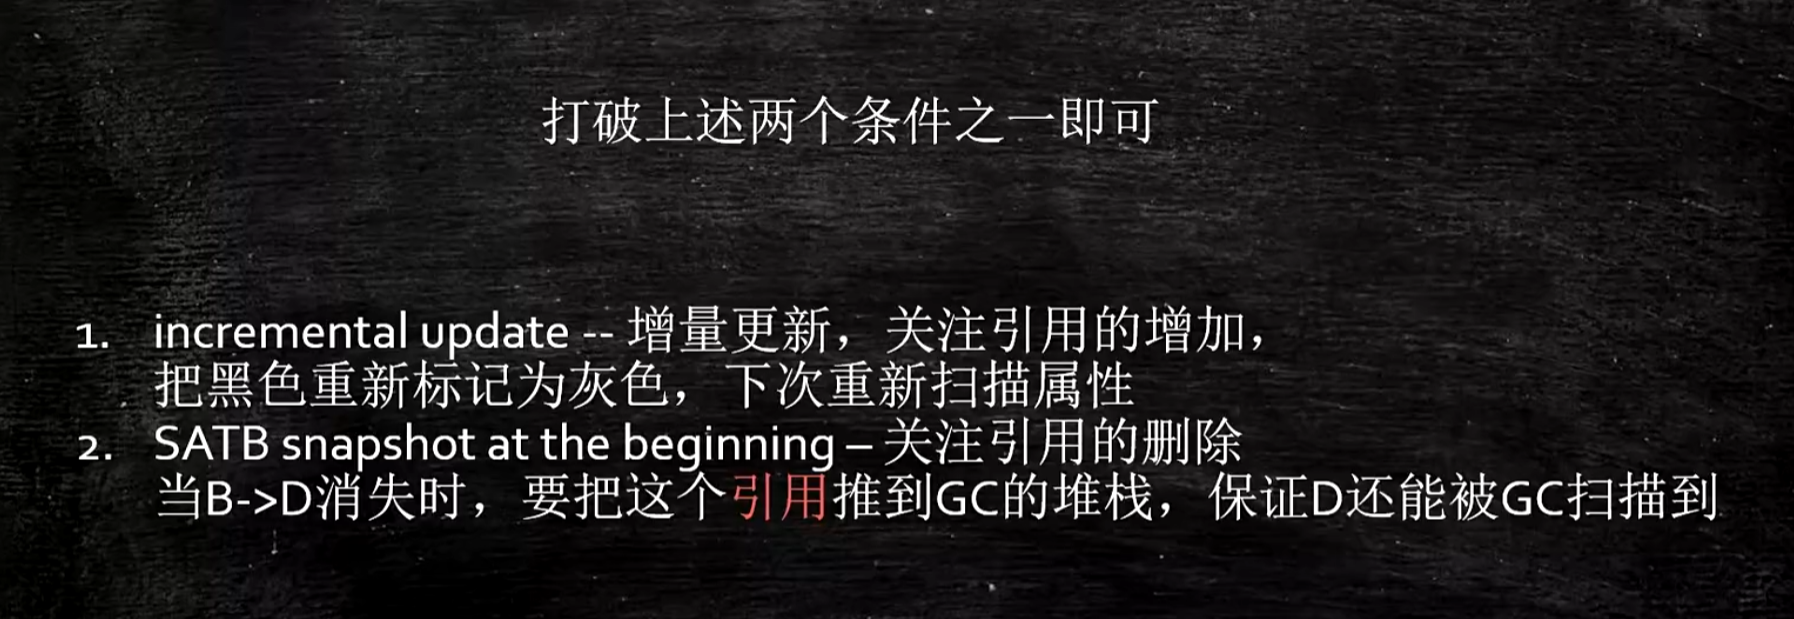 打破上述两个条件之一即可
1. incremental update -- 增量更新，关注引用的增加，
把黑色重新标记为灰色，下次重新扫描属性
2. SATB snapshot at the beginning – 关注引用的删除
当B->D消失时，要把这个引用推到GC的堆栈，保证D还能被GC扫描到